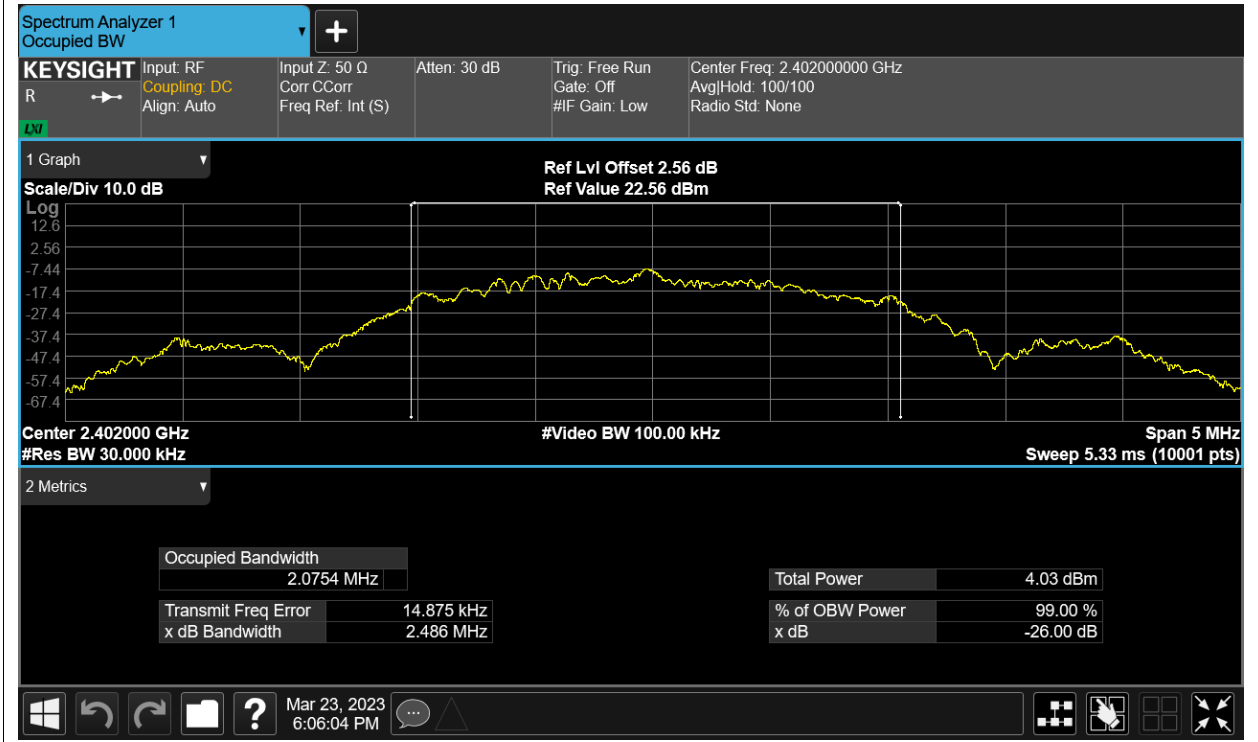 Spectrum Analyzer 1
Occupied BW
KEYSIGHT Input: RF Input Z: 50 Ω Atten: 30 dB Trig: Free Run Center Freq: 2.402000000 GHz
R Coupling: DC Corr CCorr Gate: Off Avg|Hold: 100/100
Align: Auto Freq Ref: Int (S) #IF Gain: Low Radio Std: None
LXI
1 Graph
Ref Lvl Offset 2.56 dB
Scale/Div 10.0 dB Ref Value 22.56 dBm
Log
12.6
2.56
-7.44
-17.4
-27.4
-37.4
-47.4
-57.4
-67.4
Center 2.402000 GHz #Video BW 100.00 kHz Span 5 MHz
#Res BW 30.000 kHz Sweep 5.33 ms (10001 pts)
2 Metrics
Occupied Bandwidth
2.0754 MHz Total Power 4.03 dBm
Transmit Freq Error 14.875 kHz % of OBW Power 99.00 %
x dB Bandwidth 2.486 MHz x dB -26.00 dB
Mar 23, 2023
6:06:04 PM